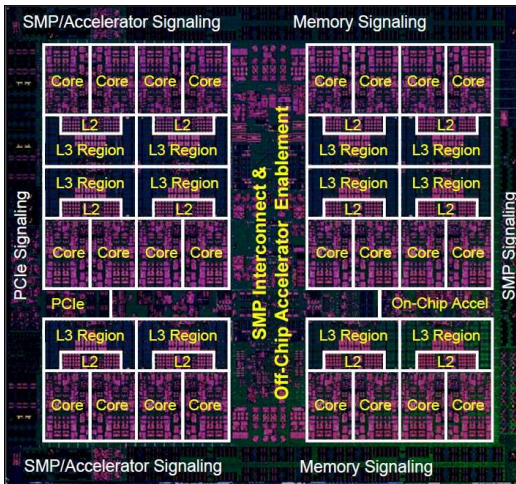 SMP/Accelerator Signaling Memory Signaling
Core Core Core Core Core Core Core Core
L2 L2 L2 L2
L3 Region L3 Region L3 Region L3 Region
L3 Region L3 Region L3 Region L3 Region
L2 L2 L2 L2
Core Core Core Core Core Core Core Core
PCIe Signaling
SMP Interconnect &
Off-Chip Accelerator Enablement
SMP Signaling
PCIe On-Chip Accel
L3 Region L3 Region L3 Region L3 Region
L2 L2 L2 L2
Core Core Core Core Core Core Core Core
SMP/Accelerator Signaling Memory Signaling